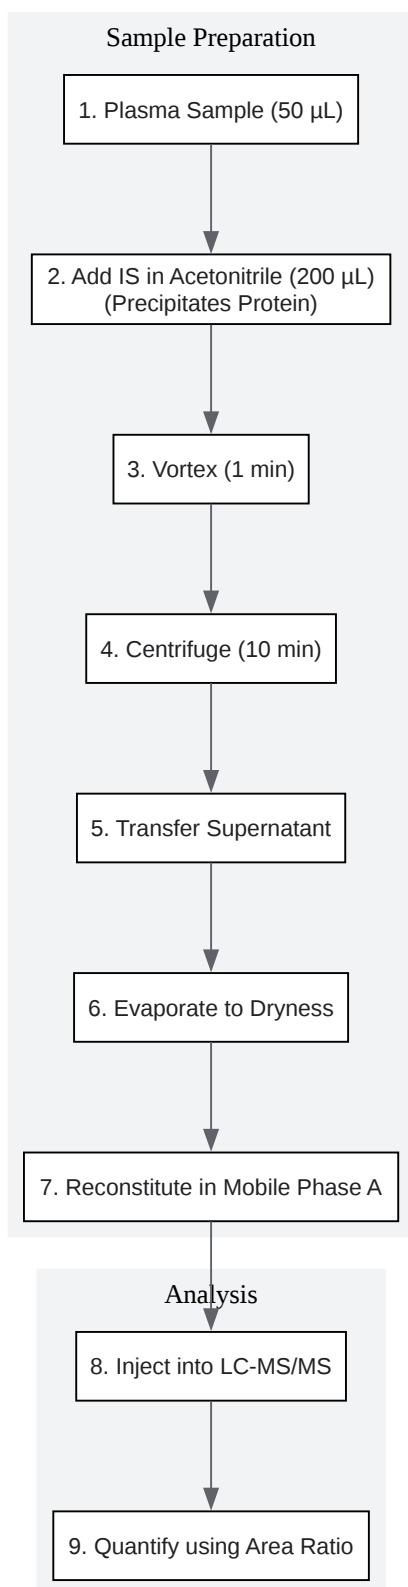 Sample Preparation
1. Plasma Sample (50 µL)
2. Add IS in Acetonitrile (200 µL)
(Precipitates Protein)
3. Vortex (1 min)
4. Centrifuge (10 min)
5. Transfer Supernatant
6. Evaporate to Dryness
7. Reconstitute in Mobile Phase A
Analysis
8. Inject into LC-MS/MS
9. Quantify using Area Ratio